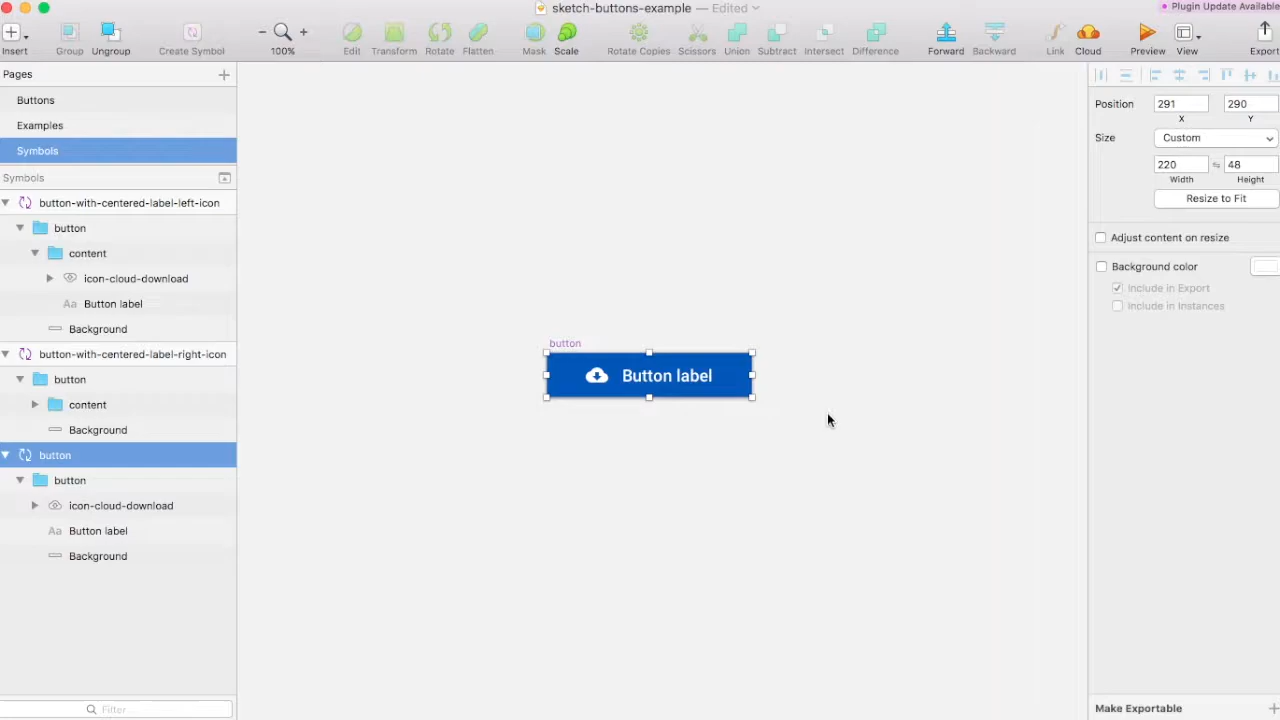 sketch-buttons-example — Edited
Plugin Update Available
Insert
Group
Ungroup
Create Symbol
100%
Edit
Transform
Rotate
Flatten
Mask
Scale
Rotate Copies
Scissors
Union
Subtract
Intersect
Difference
Forward
Backward
Link
Cloud
Preview
View
Export
Pages
Buttons
Examples
Symbols
Symbols
button-with-centered-label-left-icon
button
content
icon-cloud-download
Aa Button label
Background
button-with-centered-label-right-icon
button
content
Background
button
button
icon-cloud-download
Aa Button label
Background
Filter
button
Button label
Position 291 290
X Y
Size Custom
220 48
Width Height
Resize to Fit
Adjust content on resize
Background color
Include in Export
Include in Instances
Make Exportable